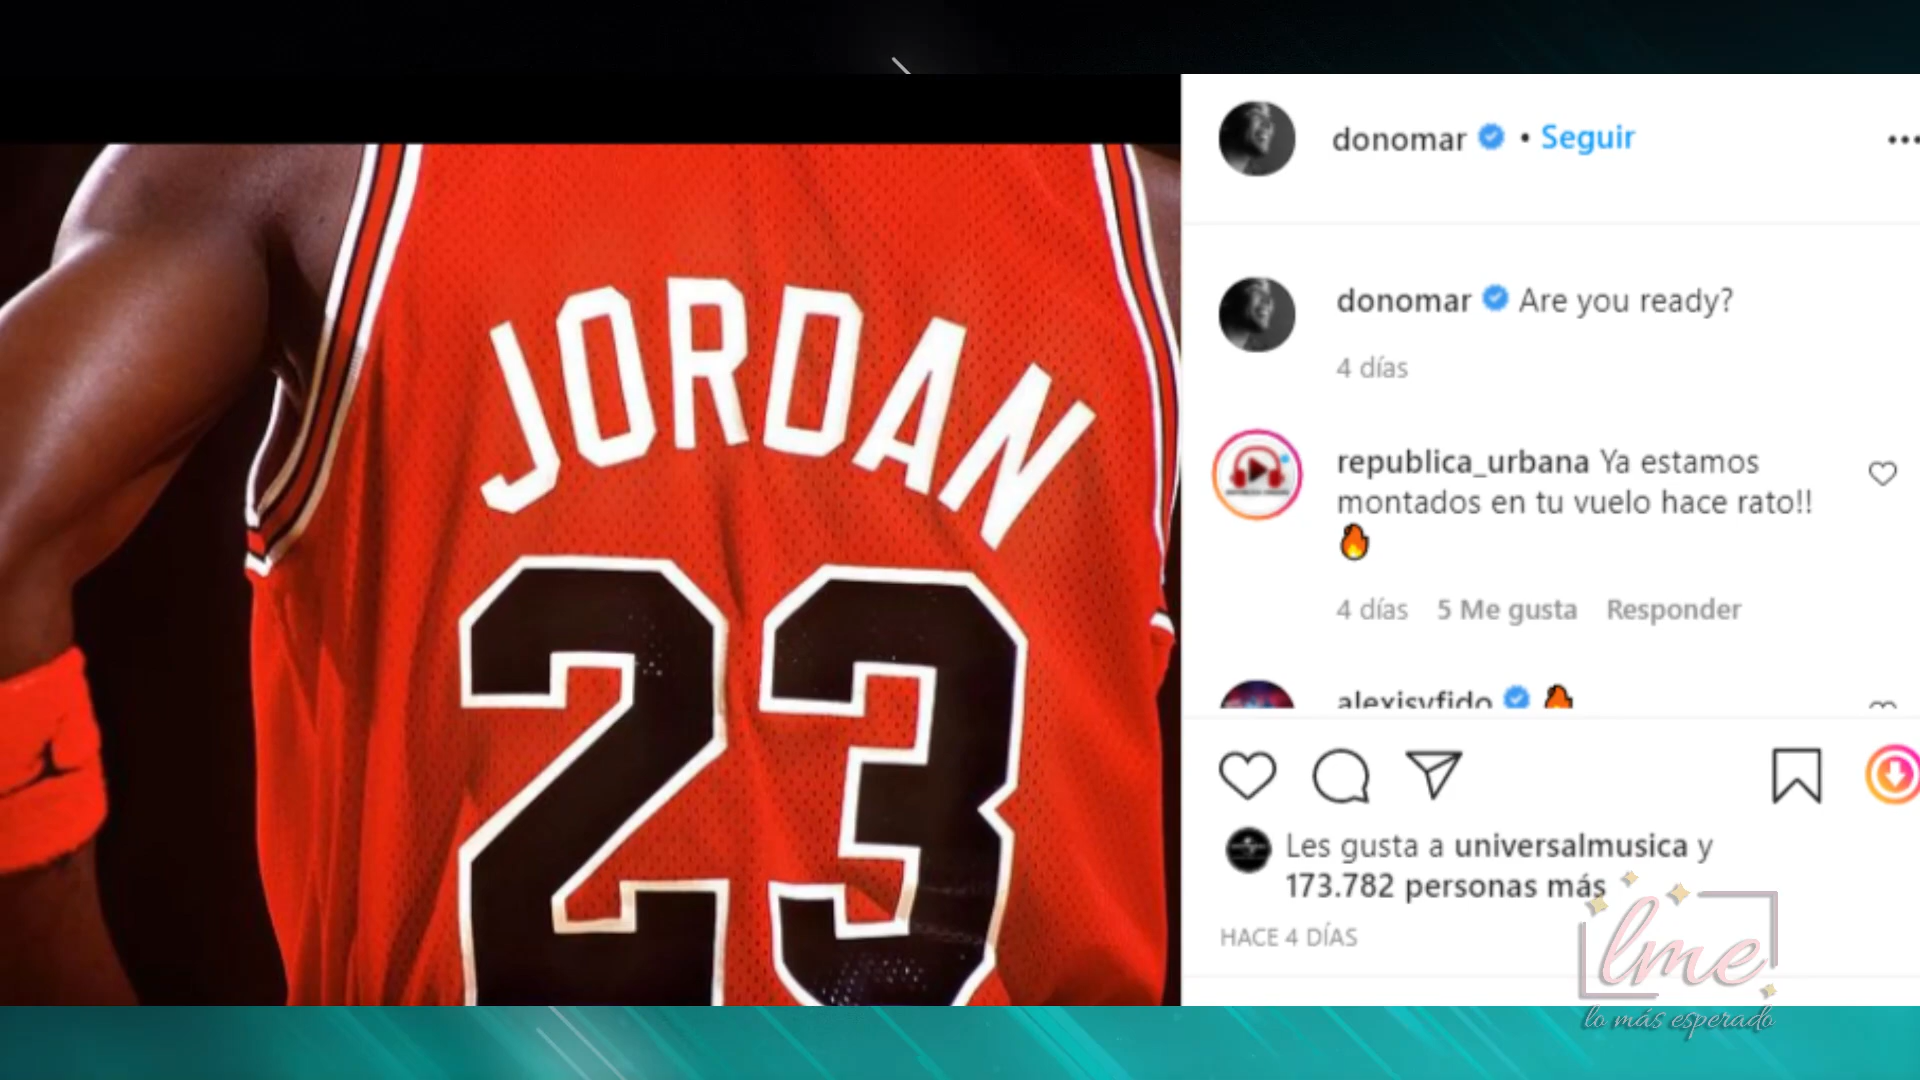 JORDAN
23
donomar • Seguir
donomar Are you ready?
4 días
republica_urbana Ya estamos
montados en tu vuelo hace rato!!
4 días 5 Me gusta Responder
alexisyfido
Les gusta a universalmusica y
173.782 personas más
HACE 4 DÍAS
lme
lo más esperado